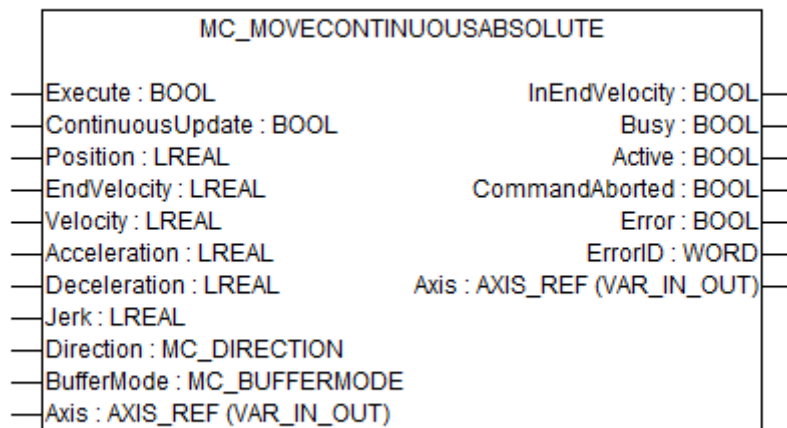 MC_MOVECONTINUOUSABSOLUTE
Execute : BOOL InEndVelocity : BOOL
ContinuousUpdate : BOOL Busy : BOOL
Position : LREAL Active : BOOL
EndVelocity : LREAL CommandAborted : BOOL
Velocity : LREAL Error : BOOL
Acceleration : LREAL ErrorID : WORD
Deceleration : LREAL Axis : AXIS_REF (VAR_IN_OUT)
Jerk : LREAL
Direction : MC_DIRECTION
BufferMode : MC_BUFFERMODE
Axis : AXIS_REF (VAR_IN_OUT)